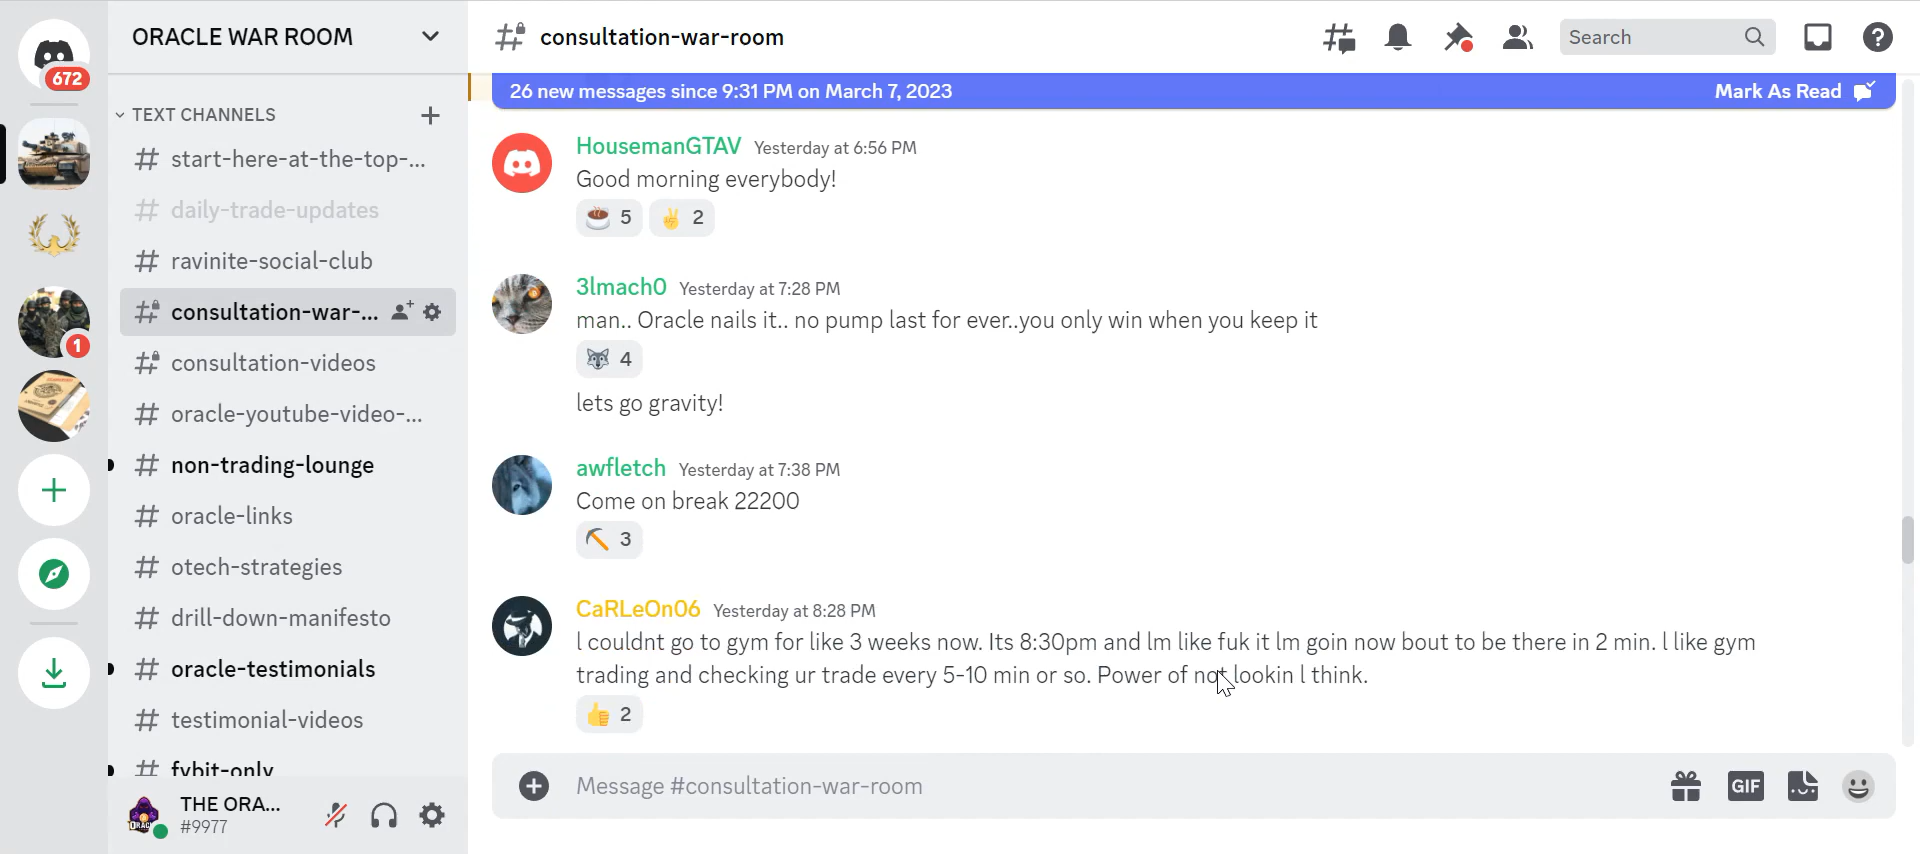 672
1
ORACLE WAR ROOM
TEXT CHANNELS
# start-here-at-the-top-...
# daily-trade-updates
# ravinite-social-club
# consultation-war-...
# consultation-videos
# oracle-youtube-video-...
# non-trading-lounge
# oracle-links
# otech-strategies
# drill-down-manifesto
# oracle-testimonials
# testimonial-videos
# fybit-only
THE ORA...
#9977
# consultation-war-room
Search
26 new messages since 9:31 PM on March 7, 2023 Mark As Read
HousemanGTAV Yesterday at 6:56 PM
Good morning everybody!
5 2
3lmach0 Yesterday at 7:28 PM
man.. Oracle nails it.. no pump last for ever..you only win when you keep it
4
lets go gravity!
awfletch Yesterday at 7:38 PM
Come on break 22200
3
CaRLeOn06 Yesterday at 8:28 PM
l couldnt go to gym for like 3 weeks now. Its 8:30pm and lm like fuk it lm goin now bout to be there in 2 min. l like gym
trading and checking ur trade every 5-10 min or so. Power of not lookin l think.
2
Message #consultation-war-room
GIF